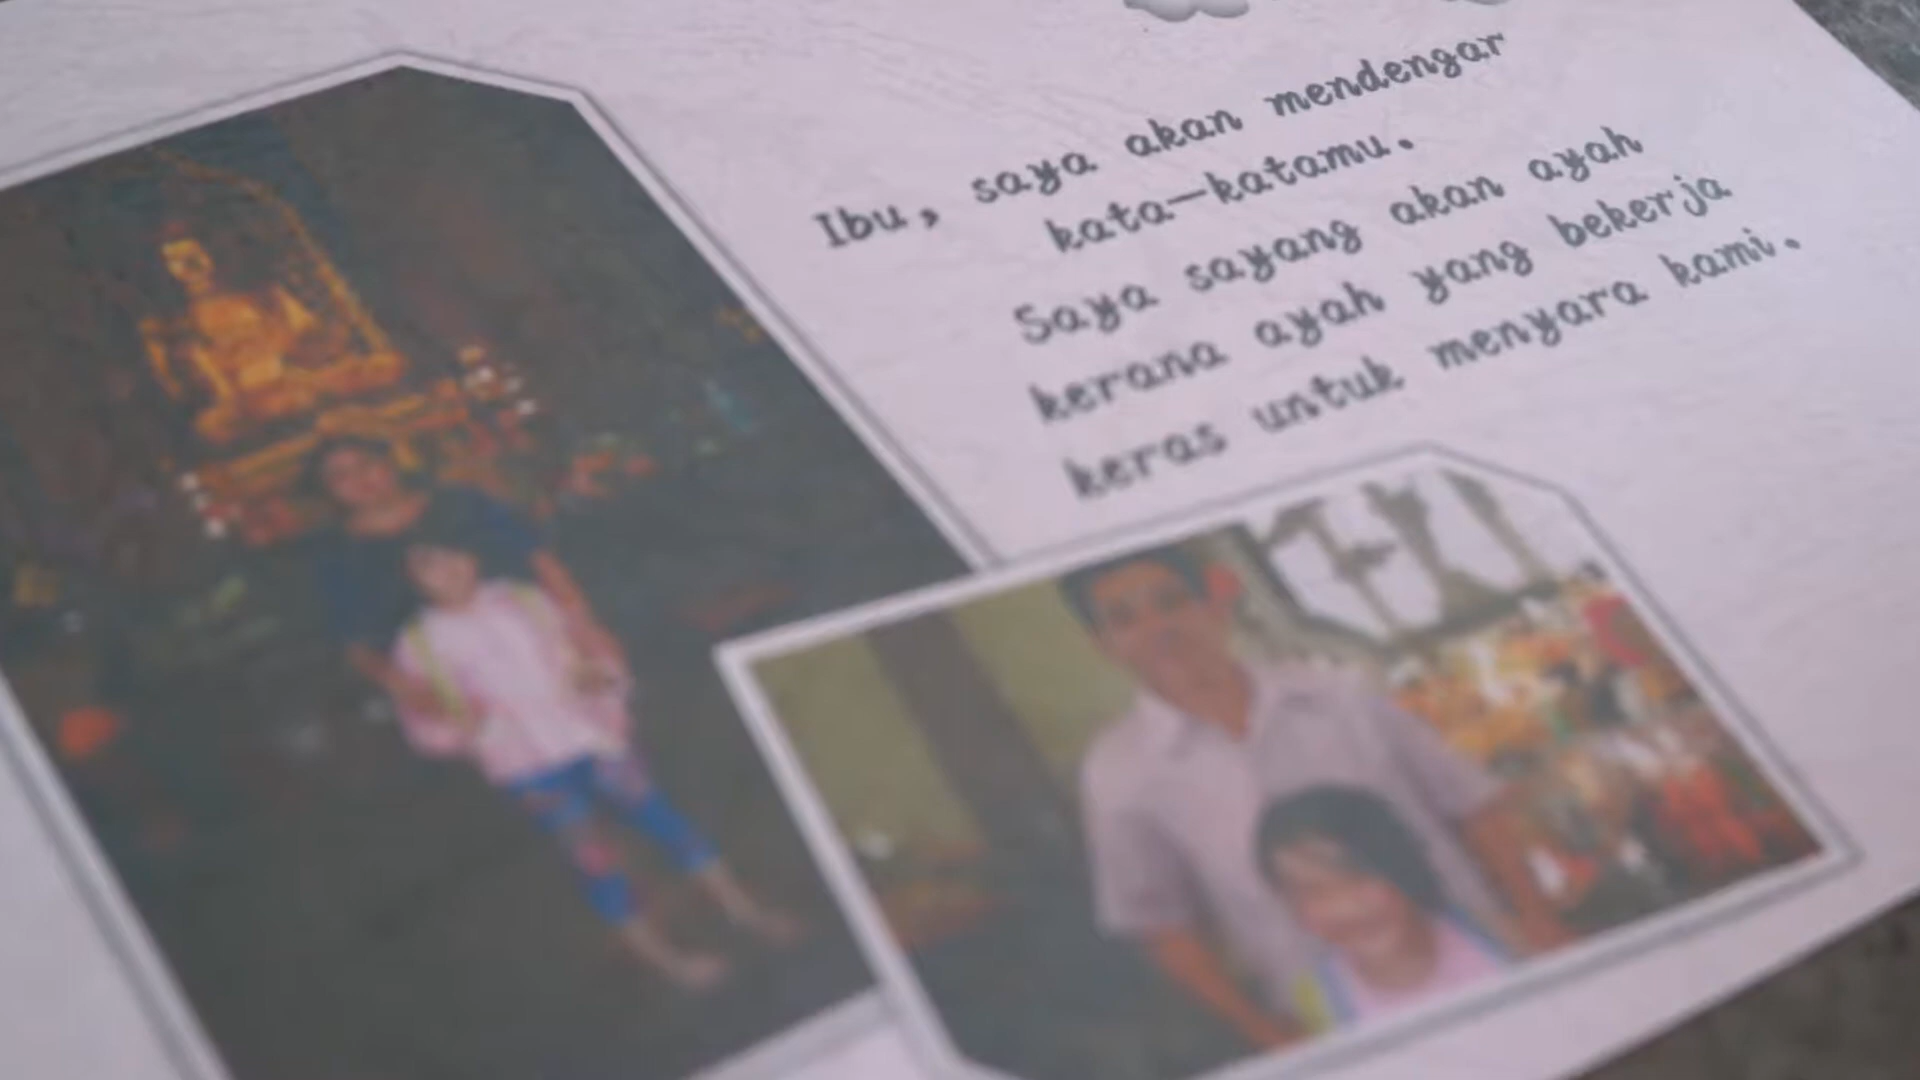 Ibu, saya akan mendengar
kata-katamu.
Saya sayang akan ayah
kerana ayah yang bekerja
keras untuk menyara kami.